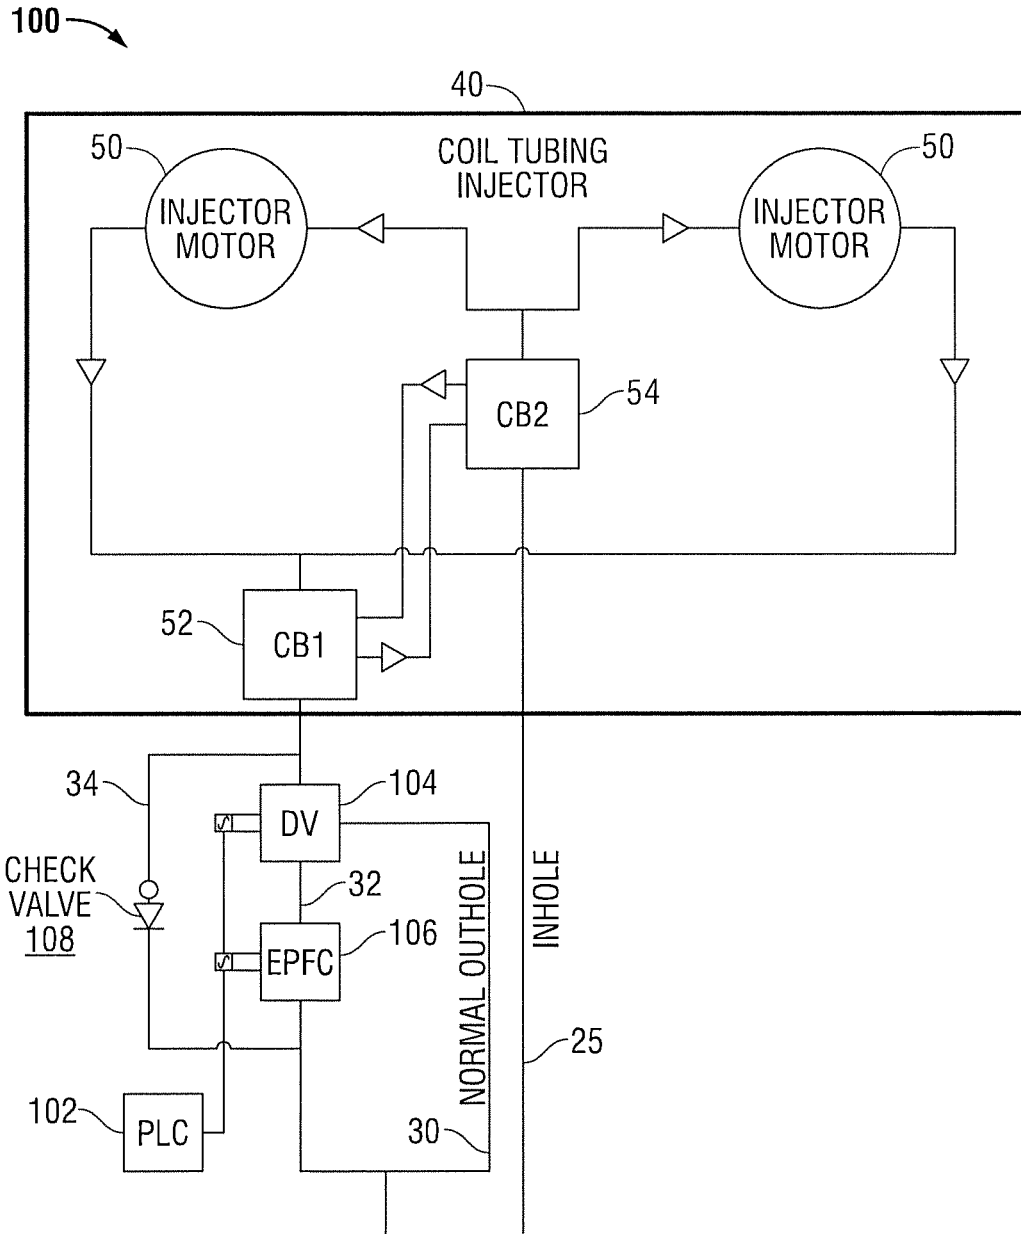 100
40
50
COIL TUBING
INJECTOR
50
INJECTOR
MOTOR
INJECTOR
MOTOR
CB2
54
52
CB1
34
104
DV
CHECK
VALVE
108
32
106
EPFC
NORMAL OUTHOLE
INHOLE
25
102
PLC
30